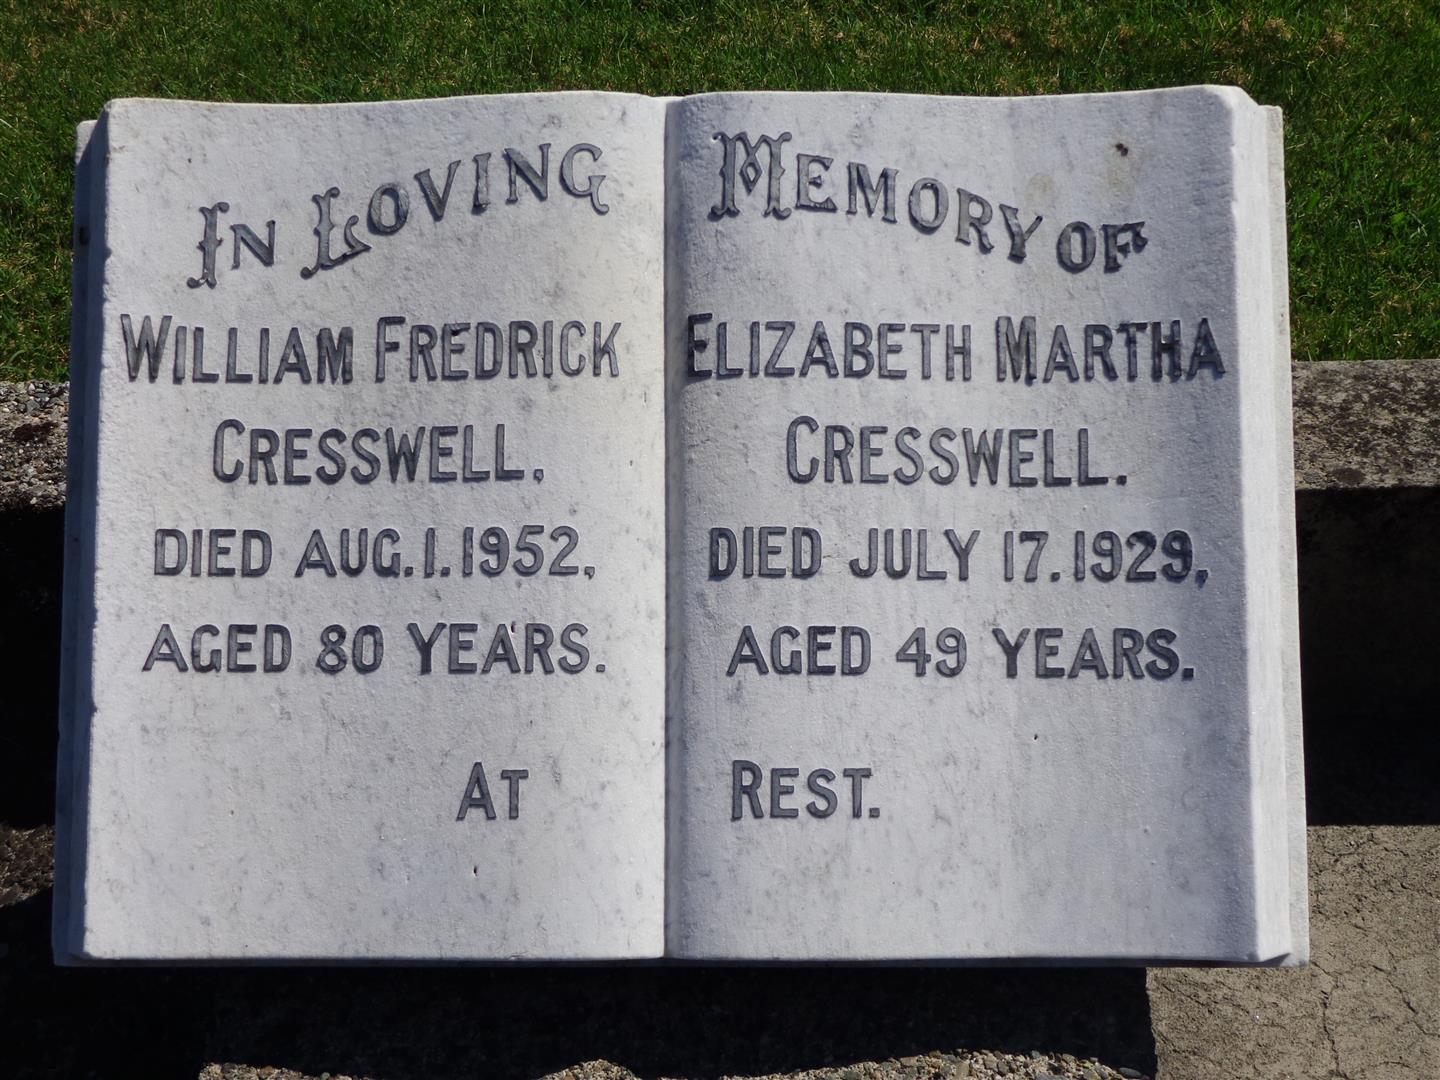 In Loving Memory of
William Fredrick
Cresswell,
died Aug. 1. 1952,
aged 80 years.
Elizabeth Martha
Cresswell.
died July 17. 1929,
aged 49 years.
At Rest.